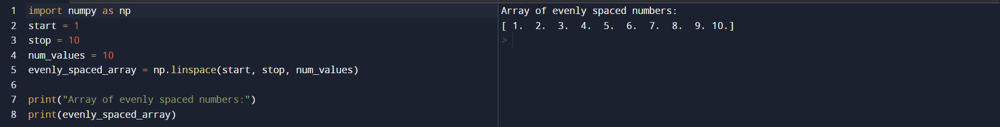 1 import numpy as np
2 start = 1
3 stop = 10
4 num_values = 10
5 evenly_spaced_array = np.linspace(start, stop, num_values)
6
7 print("Array of evenly spaced numbers:")
8 print(evenly_spaced_array)
Array of evenly spaced numbers:
[ 1.  2.  3.  4.  5.  6.  7.  8.  9. 10.]
>